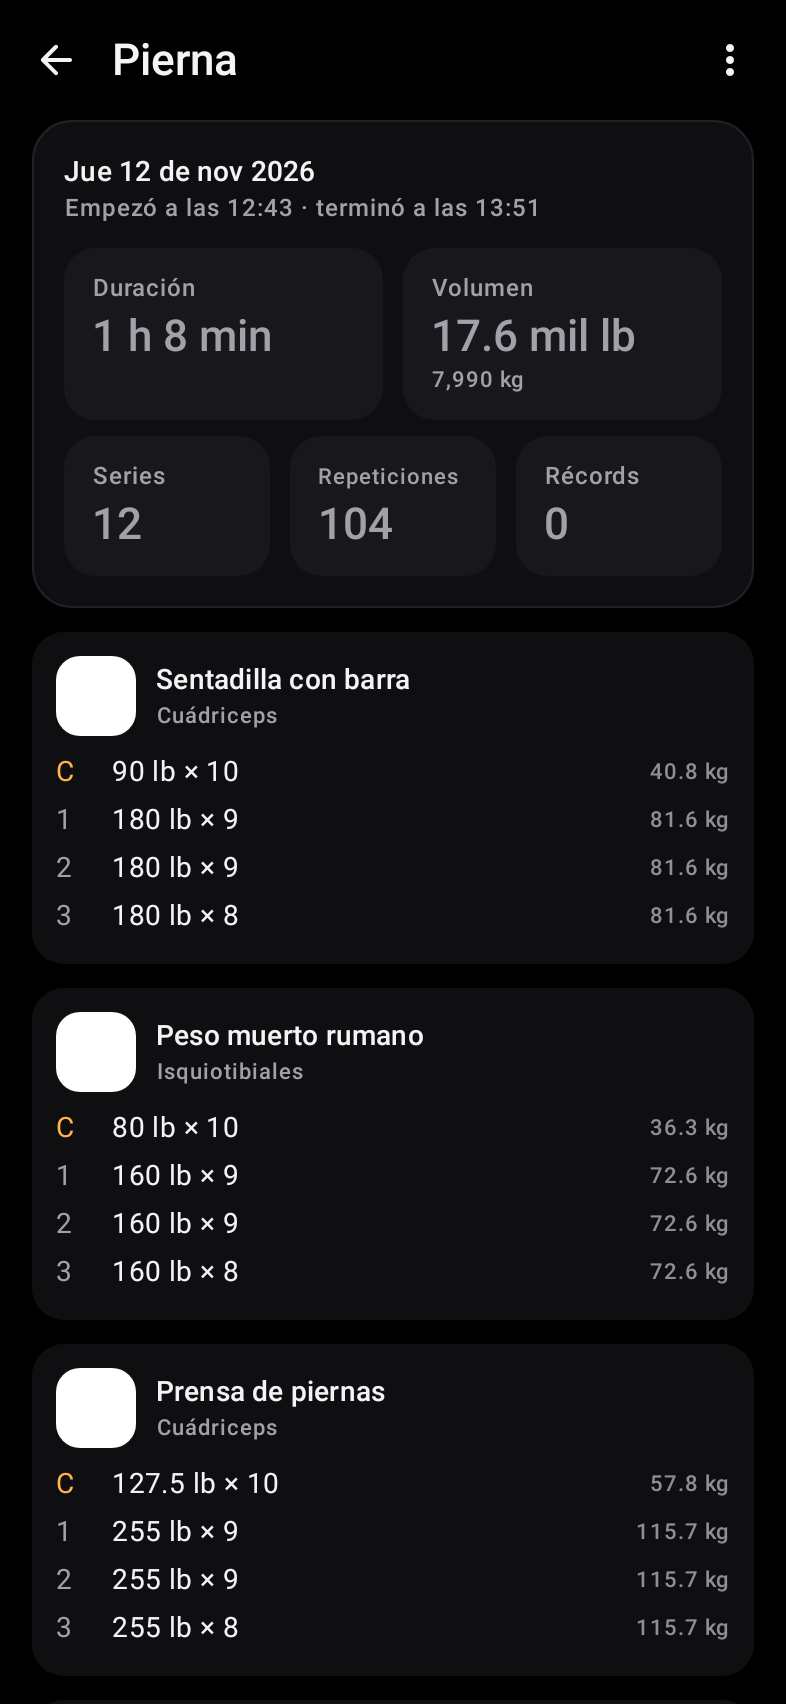 Pierna
Jue 12 de nov 2026
Empezó a las 12:43 · terminó a las 13:51
Duración
1 h 8 min
Volumen
17.6 mil lb
7,990 kg
Series
12
Repeticiones
104
Récords
0
Sentadilla con barra
Cuádriceps
C 90 lb × 10 40.8 kg
1 180 lb × 9 81.6 kg
2 180 lb × 9 81.6 kg
3 180 lb × 8 81.6 kg
Peso muerto rumano
Isquiotibiales
C 80 lb × 10 36.3 kg
1 160 lb × 9 72.6 kg
2 160 lb × 9 72.6 kg
3 160 lb × 8 72.6 kg
Prensa de piernas
Cuádriceps
C 127.5 lb × 10 57.8 kg
1 255 lb × 9 115.7 kg
2 255 lb × 9 115.7 kg
3 255 lb × 8 115.7 kg